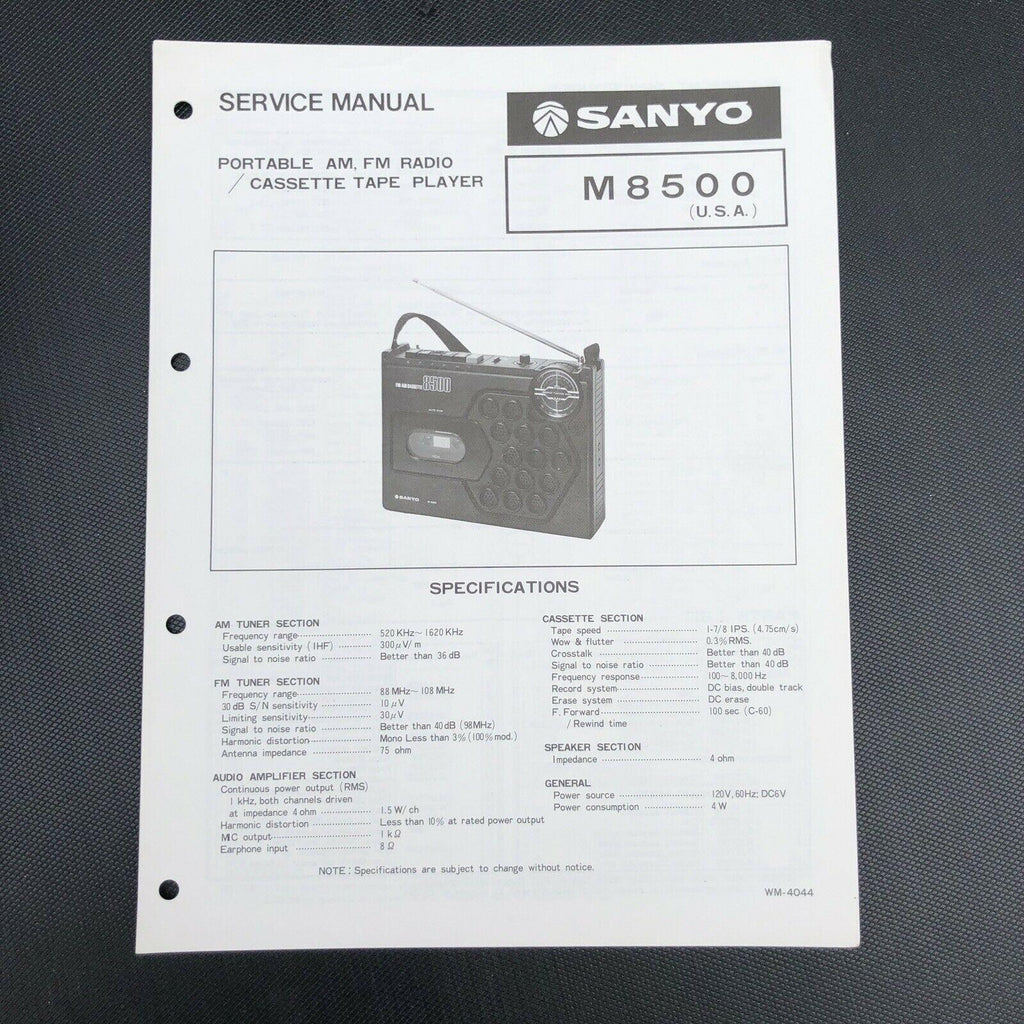 SERVICE MANUAL
SANYO
PORTABLE AM, FM RADIO
/ CASSETTE TAPE PLAYER
M8500
(U.S.A.)
FM AM CASSETTE 8500
SANYO
SPECIFICATIONS
AM TUNER SECTION
Frequency range 520 KHz~1620 KHz
Usable sensitivity (IHF) 300μV/m
Signal to noise ratio Better than 36 dB
FM TUNER SECTION
Frequency range 88 MHz~108 MHz
30 dB S/N sensitivity 10μV
Limiting sensitivity 30μV
Signal to noise ratio Better than 40dB (98MHz)
Harmonic distortion Mono Less than 3% (100% mod.)
Antenna impedance 75 ohm
AUDIO AMPLIFIER SECTION
Continuous power output (RMS)
1 kHz, both channels driven
at impedance 4 ohm 1.5 W/ch
Harmonic distortion Less than 10% at rated power output
MIC output 1 kΩ
Earphone input 8 Ω
CASSETTE SECTION
Tape speed 1-7/8 IPS. (4.75cm/s)
Wow & flutter 0.3% RMS.
Crosstalk Better than 40 dB
Signal to noise ratio Better than 40 dB
Frequency response 100~8,000 Hz
Record system DC bias, double track
Erase system DC erase
F. Forward 100 sec (C-60)
/ Rewind time
SPEAKER SECTION
Impedance 4 ohm
GENERAL
Power source 120V, 60Hz; DC6V
Power consumption 4 W
NOTE: Specifications are subject to change without notice.
WM-4044